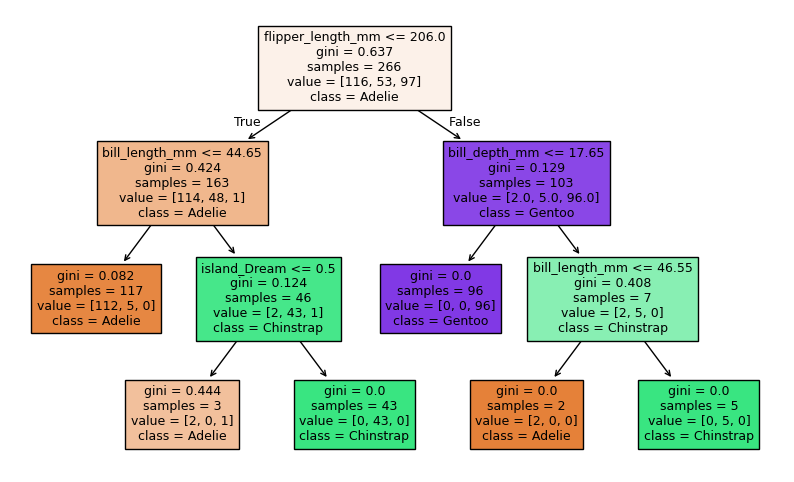 flipper_length_mm <= 206.0
gini = 0.637
samples = 266
value = [116, 53, 97]
class = Adelie
True
False
bill_length_mm <= 44.65
gini = 0.424
samples = 163
value = [114, 48, 1]
class = Adelie
bill_depth_mm <= 17.65
gini = 0.129
samples = 103
value = [2.0, 5.0, 96.0]
class = Gentoo
gini = 0.082
samples = 117
value = [112, 5, 0]
class = Adelie
island_Dream <= 0.5
gini = 0.124
samples = 46
value = [2, 43, 1]
class = Chinstrap
gini = 0.0
samples = 96
value = [0, 0, 96]
class = Gentoo
bill_length_mm <= 46.55
gini = 0.408
samples = 7
value = [2, 5, 0]
class = Chinstrap
gini = 0.444
samples = 3
value = [2, 0, 1]
class = Adelie
gini = 0.0
samples = 43
value = [0, 43, 0]
class = Chinstrap
gini = 0.0
samples = 2
value = [2, 0, 0]
class = Adelie
gini = 0.0
samples = 5
value = [0, 5, 0]
class = Chinstrap